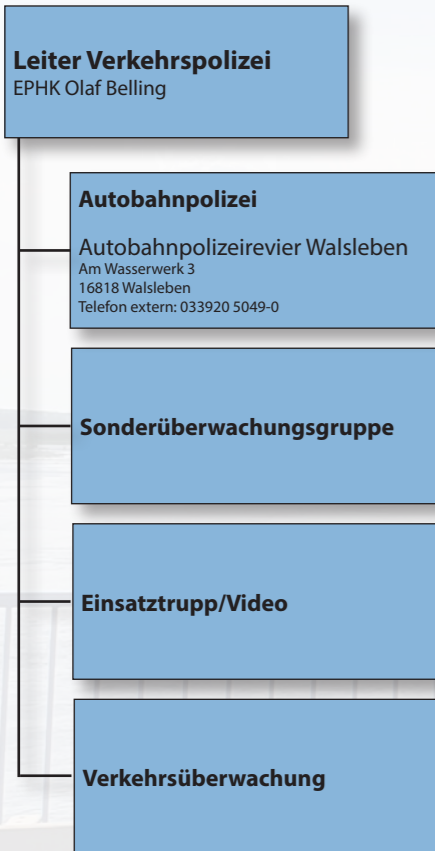 Leiter Verkehrspolizei
EPHK Olaf Belling
Autobahnpolizei
Autobahnpolizeirevier Walsleben
Am Wasserwerk 3
16818 Walsleben
Telefon extern: 033920 5049-0
Sonderüberwachungsgruppe
Einsatztrupp/Video
Verkehrsüberwachung